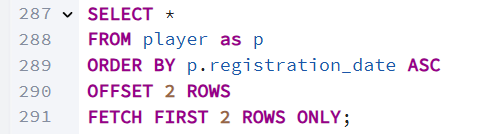 287 SELECT *
288 FROM player as p
289 ORDER BY p.registration_date ASC
290 OFFSET 2 ROWS
291 FETCH FIRST 2 ROWS ONLY;